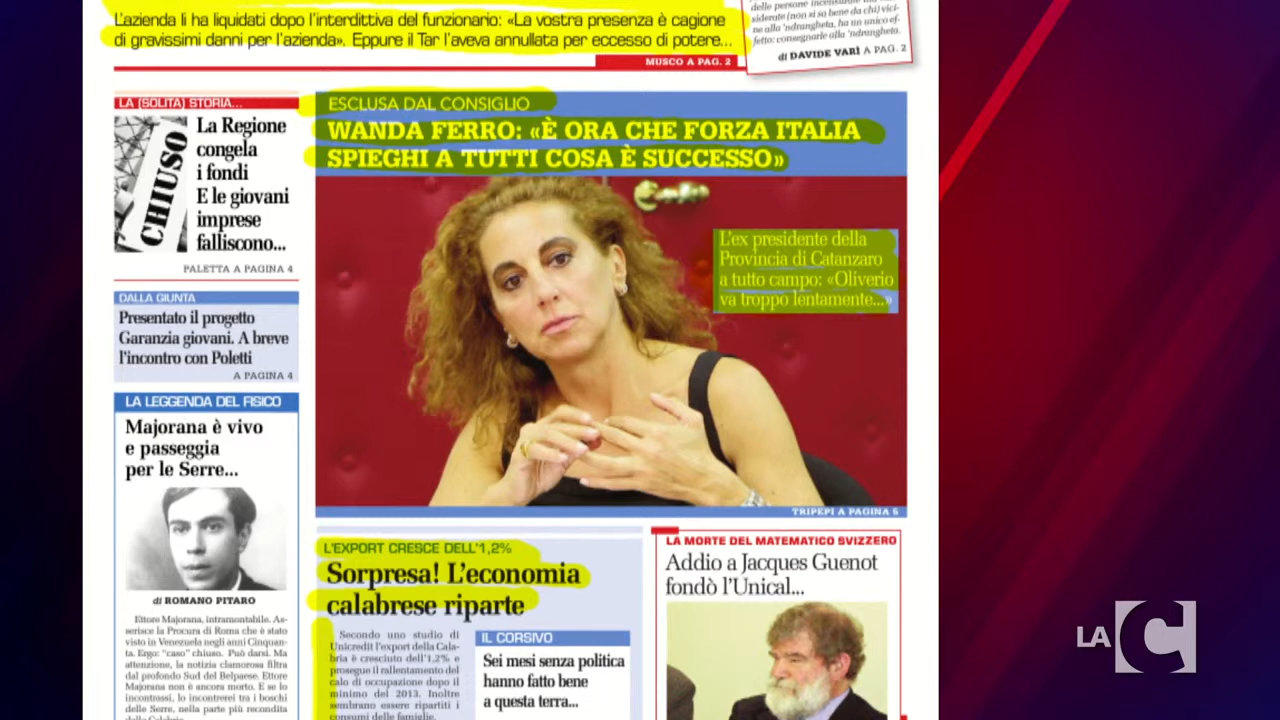 L'azienda li ha liquidati dopo l'interdittiva del funzionario: «La vostra presenza è cagione
di gravissimi danni per l'azienda». Eppure il Tar l'aveva annullata per eccesso di potere...
MUSCO A PAG. 2
delle persone
siderate (non si sa bene da chi) vici-
ne alla 'ndrangheta, ha un unico ef-
fetto: consegnarle alla 'ndrangheta.
di DAVIDE VARÌ A PAG. 2
LA (SOLITA) STORIA...
La Regione
congela
i fondi
E le giovani
imprese
falliscono...
CHIUSO
PALETTA A PAGINA 4
DALLA GIUNTA
Presentato il progetto
Garanzia giovani. A breve
l'incontro con Poletti
A PAGINA 4
LA LEGGENDA DEL FISICO
Majorana è vivo
e passeggia
per le Serre...
di ROMANO PITARO
Ettore Majorana, intramontabile. As-
serisce la Procura di Roma che è stato
visto in Venezuela negli anni Cinquan-
ta. Ergo: “caso” chiuso. Può darsi. Ma
attenzione, la notizia clamorosa filtra
dal profondo Sud del Belpaese. Ettore
Majorana non è ancora morto. E se lo
incontrassi, lo incontrerei tra i boschi
delle Serre, nella parte più recondita
della Calabria
ESCLUSA DAL CONSIGLIO
WANDA FERRO: «È ORA CHE FORZA ITALIA
SPIEGHI A TUTTI COSA È SUCCESSO»
L'ex presidente della
Provincia di Catanzaro
a tutto campo: «Oliverio
va troppo lentamente...»
TRIPEPI A PAGINA 5
L'EXPORT CRESCE DELL'1,2%
Sorpresa! L'economia
calabrese riparte
Secondo uno studio di
Unicredit l'export della Cala-
bria è cresciuto dell'1,2% e
prosegue il rallentamento del
calo di occupazione dopo il
minimo del 2013. Inoltre
sembrano essere ripartiti i
consumi delle famiglie.
IL CORSIVO
Sei mesi senza politica
hanno fatto bene
a questa terra...
LA MORTE DEL MATEMATICO SVIZZERO
Addio a Jacques Guenot
fondò l'Unical...
LA C